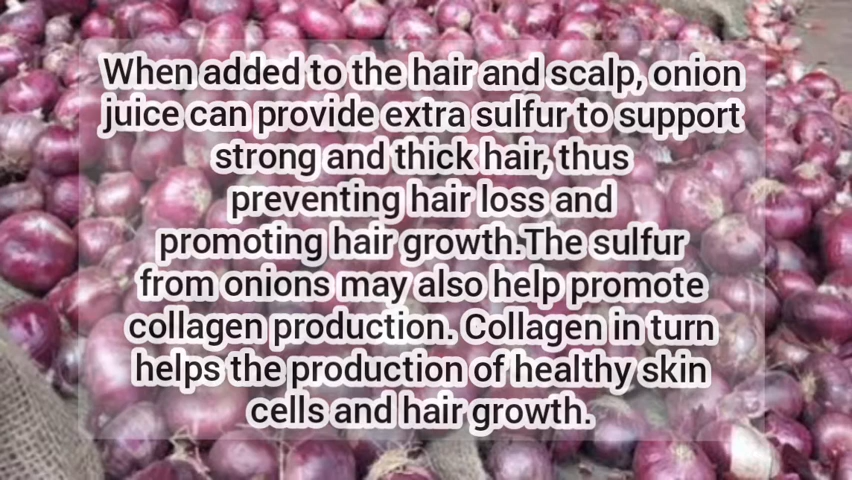 When added to the hair and scalp, onion
juice can provide extra sulfur to support
strong and thick hair, thus
preventing hair loss and
promoting hair growth.The sulfur
from onions may also help promote
collagen production. Collagen in turn
helps the production of healthy skin
cells and hair growth.